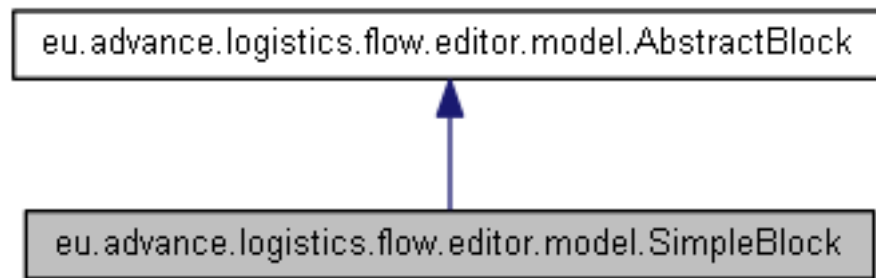 eu.advance.logistics.flow.editor.model.AbstractBlock
eu.advance.logistics.flow.editor.model.SimpleBlock